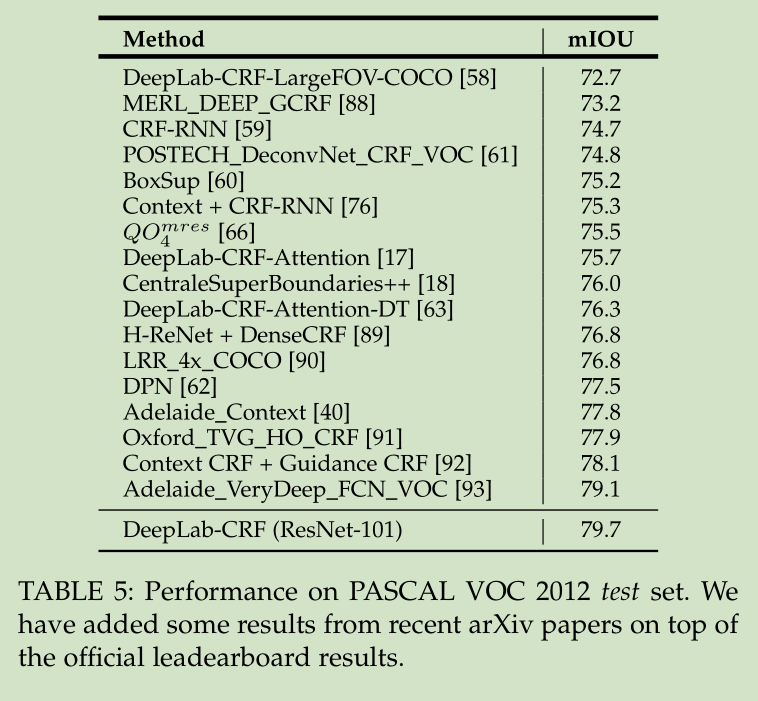 Method mIOU
DeepLab-CRF-LargeFOV-COCO [58] 72.7
MERL_DEEP_GCRF [88] 73.2
CRF-RNN [59] 74.7
POSTECH_DeconvNet_CRF_VOC [61] 74.8
BoxSup [60] 75.2
Context + CRF-RNN [76] 75.3
QO₄ᵐʳᵉˢ [66] 75.5
DeepLab-CRF-Attention [17] 75.7
CentraleSuperBoundaries++ [18] 76.0
DeepLab-CRF-Attention-DT [63] 76.3
H-ReNet + DenseCRF [89] 76.8
LRR_4x_COCO [90] 76.8
DPN [62] 77.5
Adelaide_Context [40] 77.8
Oxford_TVG_HO_CRF [91] 77.9
Context CRF + Guidance CRF [92] 78.1
Adelaide_VeryDeep_FCN_VOC [93] 79.1
DeepLab-CRF (ResNet-101) 79.7
TABLE 5: Performance on PASCAL VOC 2012 test set. We
have added some results from recent arXiv papers on top of
the official leadearboard results.